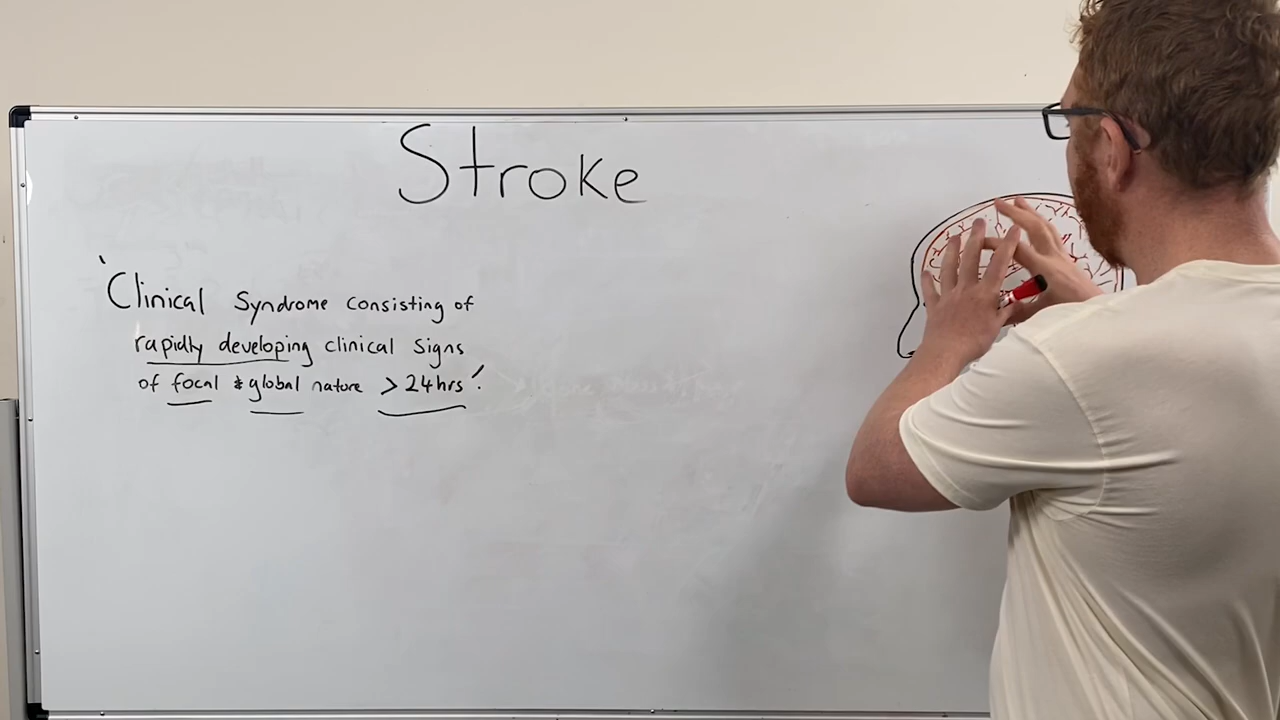 Stroke
'Clinical Syndrome consisting of
rapidly developing clinical signs
of focal & global nature > 24hrs'.